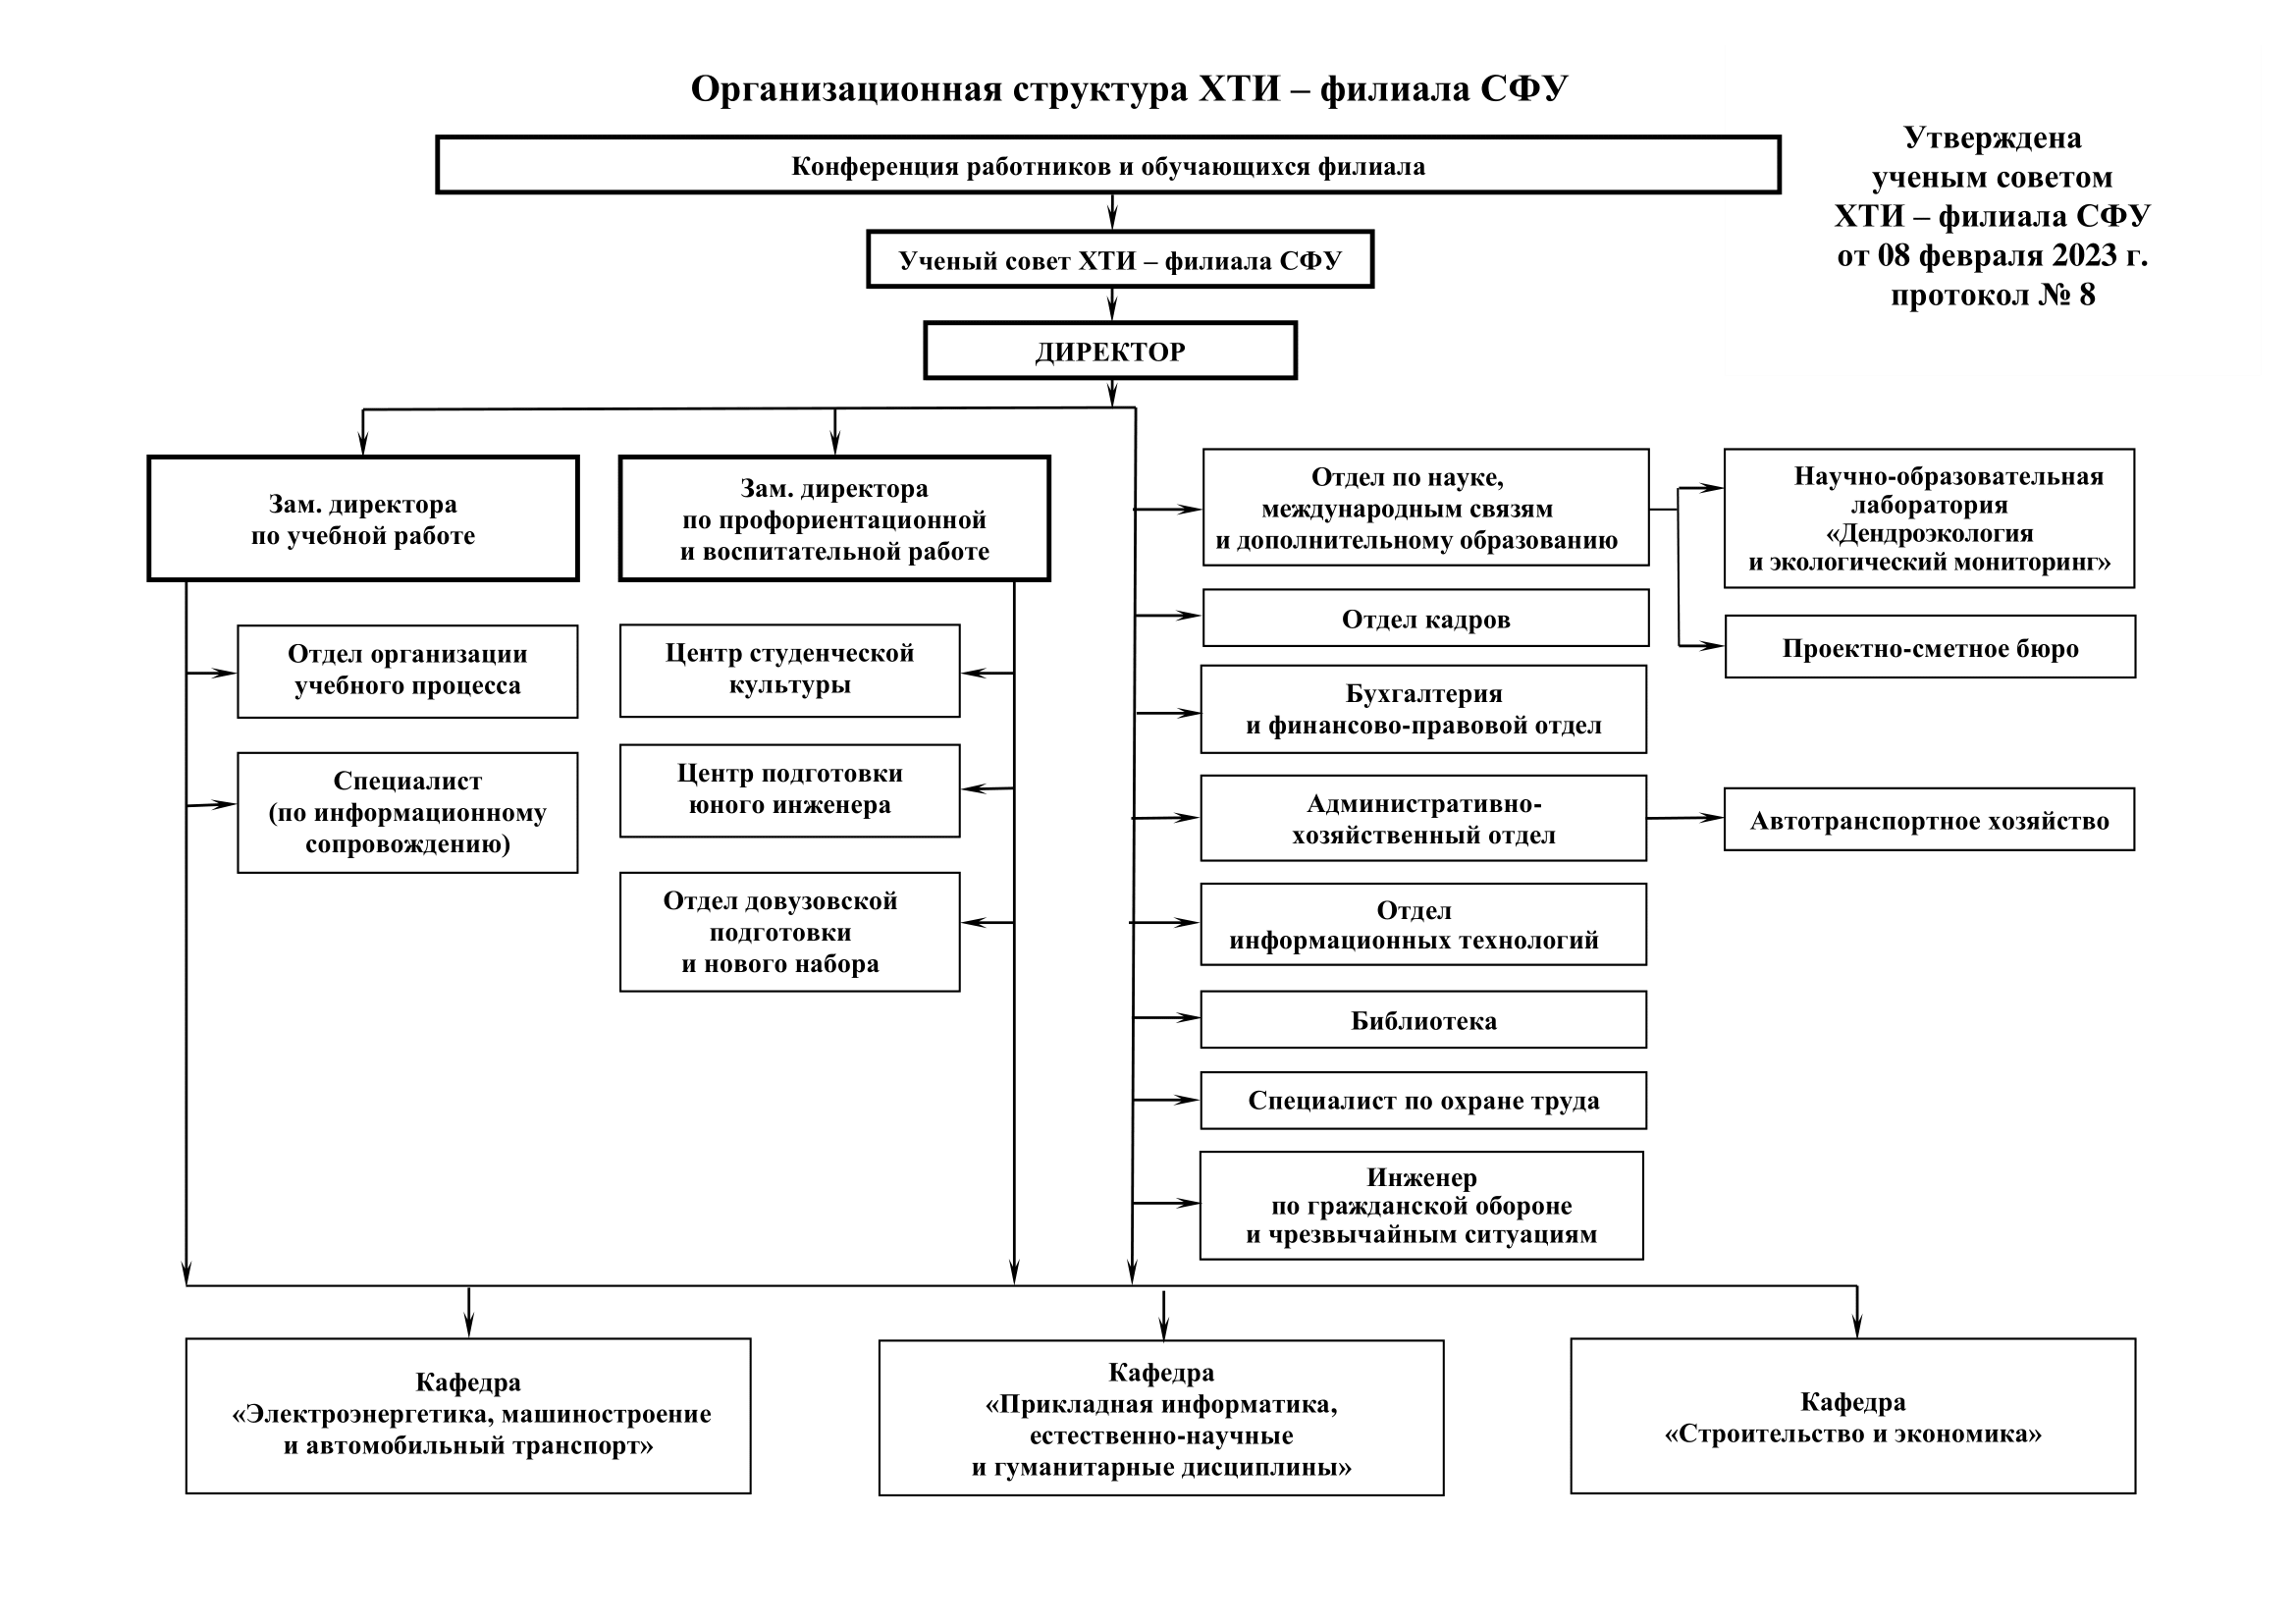 Организационная структура ХТИ – филиала СФУ
Утверждена
ученым советом
ХТИ – филиала СФУ
от 08 февраля 2023 г.
протокол № 8
Конференция работников и обучающихся филиала
Ученый совет ХТИ – филиала СФУ
ДИРЕКТОР
Зам. директора
по учебной работе
Зам. директора
по профориентационной
и воспитательной работе
Отдел по науке,
международным связям
и дополнительному образованию
Научно-образовательная
лаборатория
«Дендроэкология
и экологический мониторинг»
Отдел кадров
Проектно-сметное бюро
Отдел организации
учебного процесса
Центр студенческой
культуры
Бухгалтерия
и финансово-правовой отдел
Специалист
(по информационному
сопровождению)
Центр подготовки
юного инженера
Административно-
хозяйственный отдел
Автотранспортное хозяйство
Отдел довузовской
подготовки
и нового набора
Отдел
информационных технологий
Библиотека
Специалист по охране труда
Инженер
по гражданской обороне
и чрезвычайным ситуациям
Кафедра
«Электроэнергетика, машиностроение
и автомобильный транспорт»
Кафедра
«Прикладная информатика,
естественно-научные
и гуманитарные дисциплины»
Кафедра
«Строительство и экономика»